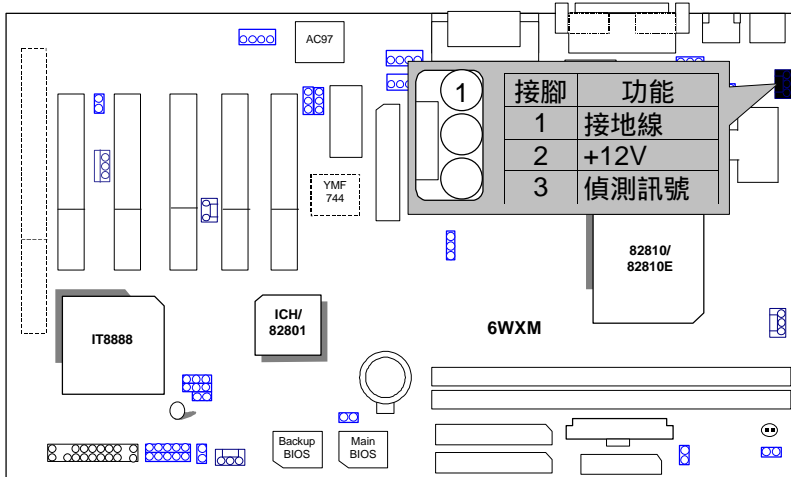 AC97
1
接腳 功能
1 接地線
2 +12V
3 偵測訊號
YMF
744
82810/
82810E
IT8888
ICH/
82801
6WXM
Backup
BIOS
Main
BIOS